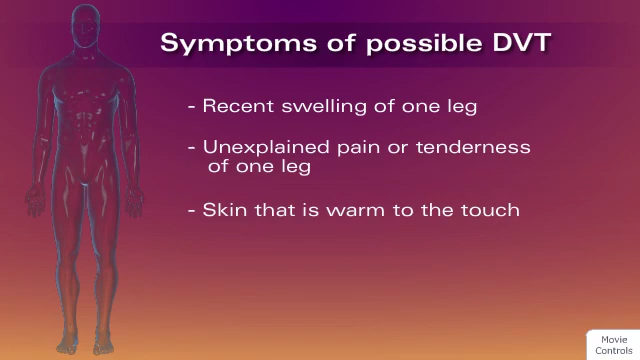 Symptoms of possible DVT
- Recent swelling of one leg
- Unexplained pain or tenderness
of one leg
- Skin that is warm to the touch
Movie
Controls